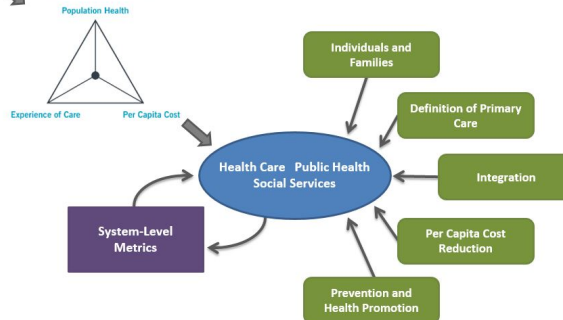 Population Health
Experience of Care
Per Capita Cost
Individuals and
Families
Definition of Primary
Care
Health Care   Public Health
Social Services
Integration
System-Level
Metrics
Per Capita Cost
Reduction
Prevention and
Health Promotion